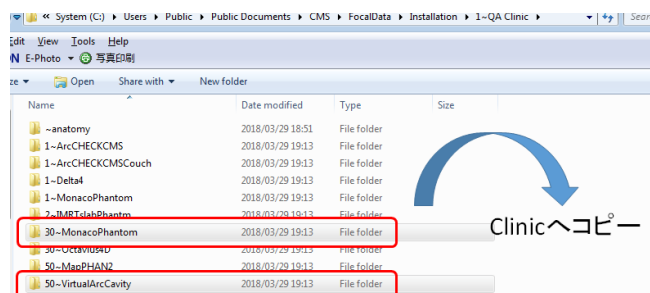 « System (C:) ▸ Users ▸ Public ▸ Public Documents ▸ CMS ▸ FocalData ▸ Installation ▸ 1~QA Clinic ▸
Edit View Tools Help
E-Photo 写真印刷
Open Share with New folder
Name Date modified Type Size
~anatomy 2018/03/29 18:51 File folder
1~ArcCHECKCMS 2018/03/29 19:13 File folder
1~ArcCHECKCMSCouch 2018/03/29 19:13 File folder
1~Delta4 2018/03/29 19:13 File folder
1~MonacoPhantom 2018/03/29 19:13 File folder
2~IMRTslabPhantm 2018/03/29 19:13 File folder
30~MonacoPhantom 2018/03/29 19:13 File folder
30~Octavius4D 2018/03/29 19:13 File folder
50~MapPHAN2 2018/03/29 19:13 File folder
50~VirtualArcCavity 2018/03/29 19:13 File folder
Clinicへコピー